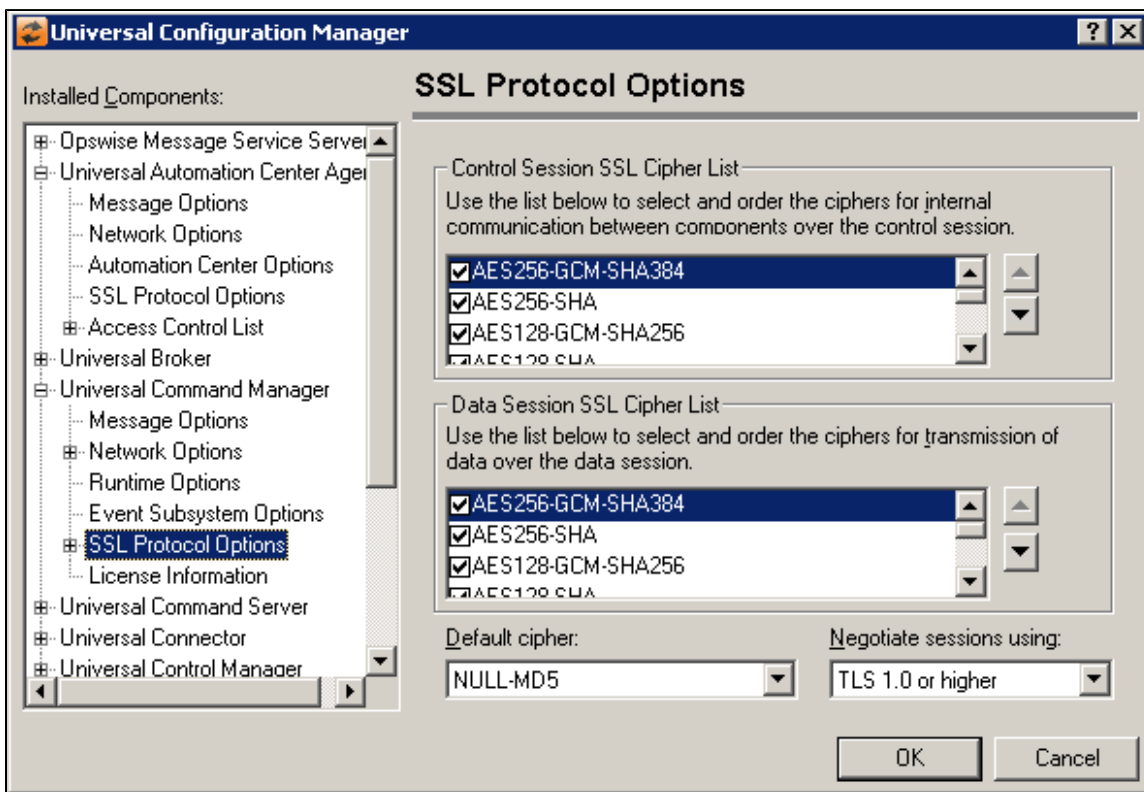 Universal Configuration Manager
Installed Components:
Opswise Message Service Server
Universal Automation Center Agen
Message Options
Network Options
Automation Center Options
SSL Protocol Options
Access Control List
Universal Broker
Universal Command Manager
Message Options
Network Options
Runtime Options
Event Subsystem Options
SSL Protocol Options
License Information
Universal Command Server
Universal Connector
Universal Control Manager
SSL Protocol Options
Control Session SSL Cipher List
Use the list below to select and order the ciphers for internal
communication between components over the control session.
AES256-GCM-SHA384
AES256-SHA
AES128-GCM-SHA256
AES128-SHA
Data Session SSL Cipher List
Use the list below to select and order the ciphers for transmission of
data over the data session.
AES256-GCM-SHA384
AES256-SHA
AES128-GCM-SHA256
AES128-SHA
Default cipher:
NULL-MD5
Negotiate sessions using:
TLS 1.0 or higher
OK
Cancel